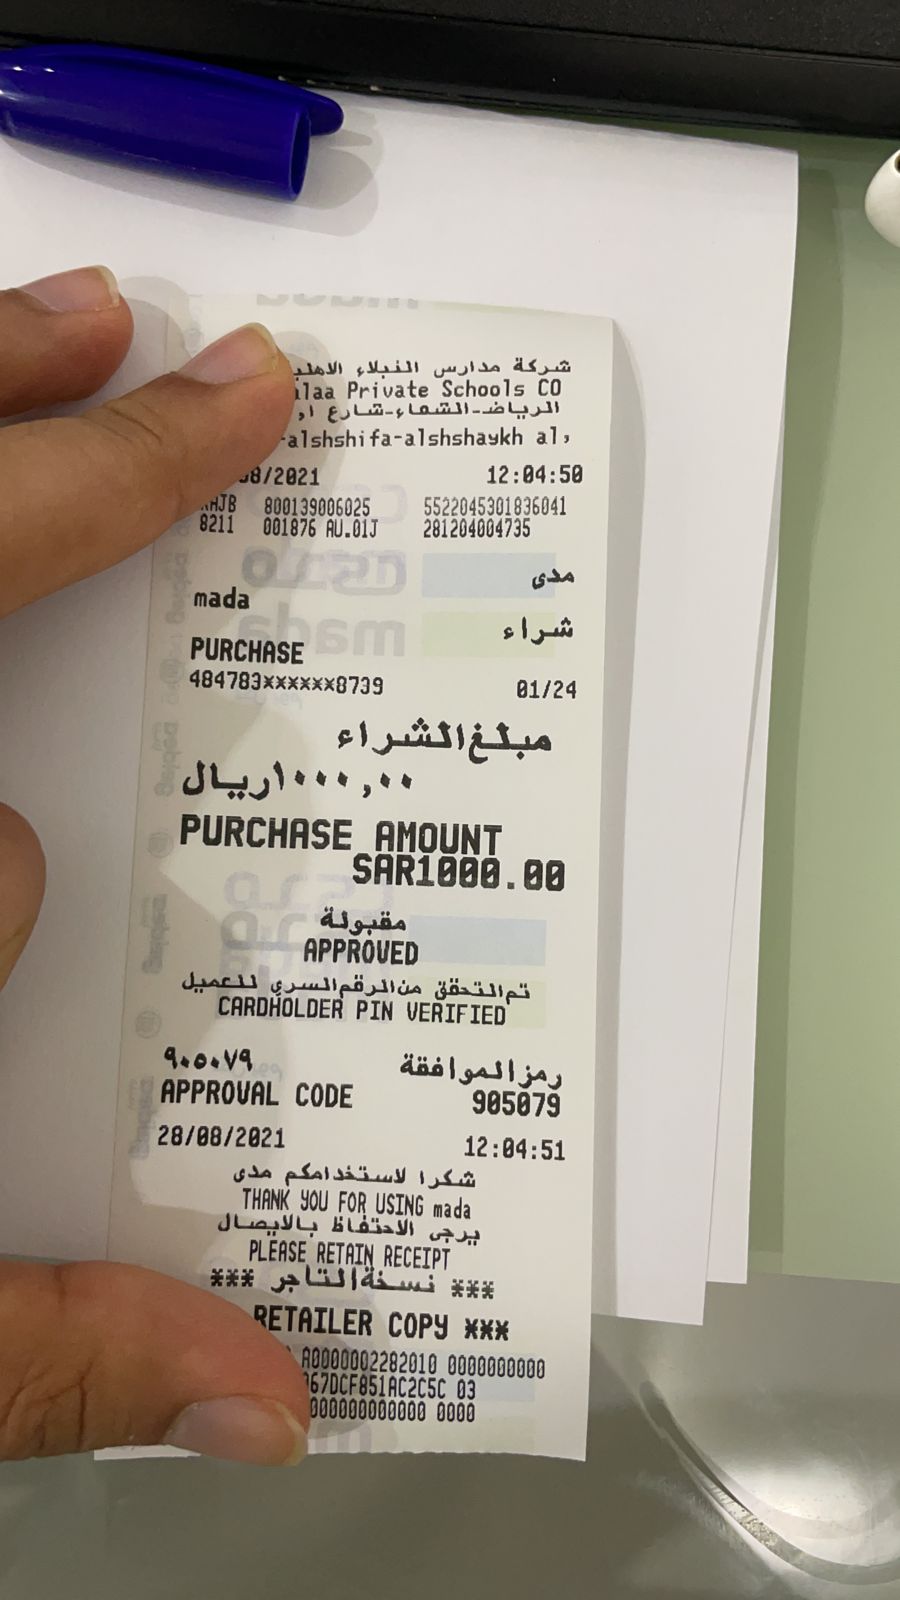 شركة مدارس النبلاء الاهلي
ilaa Private Schools CO
الرياض-الشفاء-شارع
-alshshifa-alshshaykh al,
08/2021 12:04:50
800139006025 5522045301836041
8211 001876 AU.01J 281204004735
مدى
mada
شراء
PURCHASE
484783xxxxxx8739 01/24
مبلغ الشراء
١٠٠٠,٠٠ ريال
PURCHASE AMOUNT
SAR1000.00
مقبولة
APPROVED
تم التحقق من الرقم السري للعميل
CARDHOLDER PIN VERIFIED
رمز الموافقة ٩٠٥٠٧٩
APPROVAL CODE 905079
28/08/2021 12:04:51
شكرا لاستخدامكم مدى
THANK YOU FOR USING mada
يرجى الاحتفاظ بالايصال
PLEASE RETAIN RECEIPT
*** نسخة التاجر ***
RETAILER COPY ***
A0000002282010 0000000000
67DCF851AC2C5C 03
000000000000 0000